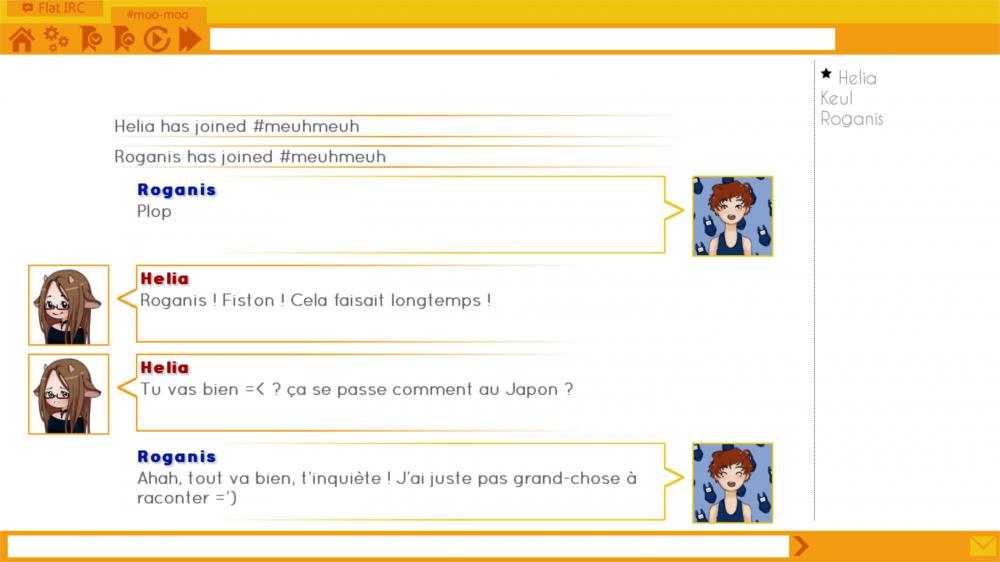 Flat IRC
#moo-moo
Helia
Keul
Roganis
Helia has joined #meuhmeuh
Roganis has joined #meuhmeuh
Roganis
Plop
Helia
Roganis ! Fiston ! Cela faisait longtemps !
Helia
Tu vas bien =< ? ça se passe comment au Japon ?
Roganis
Ahah, tout va bien, t'inquiète ! J'ai juste pas grand-chose à
raconter =')